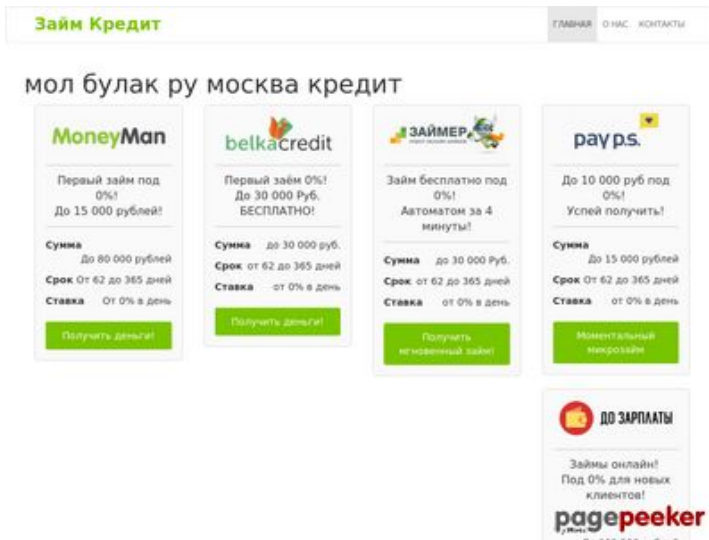 Займ Кредит
ГЛАВНАЯ О НАС КОНТАКТЫ
мол булак ру москва кредит
MoneyMan
Первый займ под
0%!
До 15 000 рублей!
Сумма
До 80 000 рублей
Срок От 62 до 365 дней
Ставка От 0% в день
Получить деньги!
belkacredit
Первый заём 0%!
До 30 000 Руб.
БЕСПЛАТНО!
Сумма до 30 000 руб.
Срок от 62 до 365 дней
Ставка от 0% в день
Получить деньги!
ЗАЙМЕР
Займ бесплатно под
0%!
Автоматом за 4
минуты!
Сумма до 30 000 Руб.
Срок от 62 до 365 дней
Ставка от 0% в день
Получить
мгновенный займ!
pay p.s.
До 10 000 руб под
0%!
Успей получить!
Сумма
До 15 000 рублей
Срок От 62 до 365 дней
Ставка От 0% в день
Моментальный
микрозайм
ДО ЗАРПЛАТЫ
Займы онлайн!
Под 0% для новых
клиентов!
pagepeeker